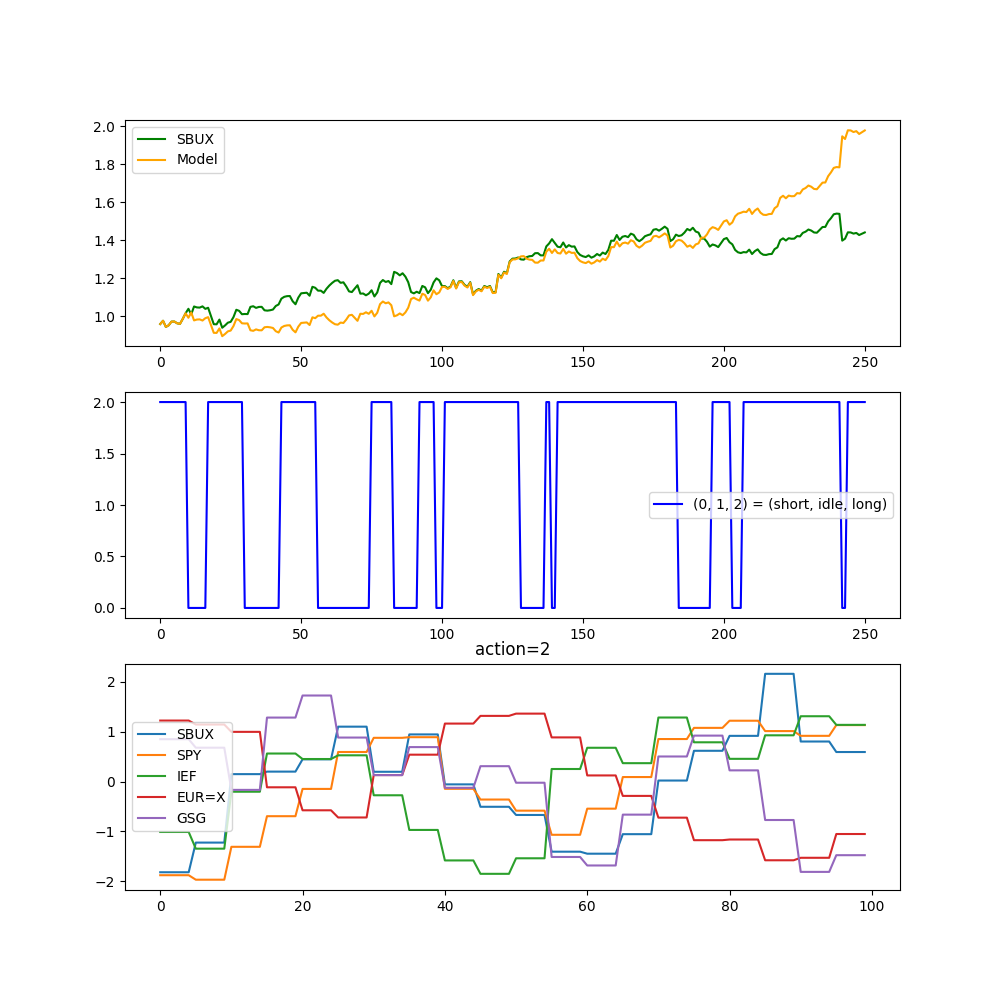 2.0
1.8
1.6
1.4
1.2
1.0
SBUX
Model
0 50 100 150 200 250
2.0
1.5
1.0
0.5
0.0
(0, 1, 2) = (short, idle, long)
0 50 100 150 200 250
action=2
2
1
0
−1
−2
SBUX
SPY
IEF
EUR=X
GSG
0 20 40 60 80 100